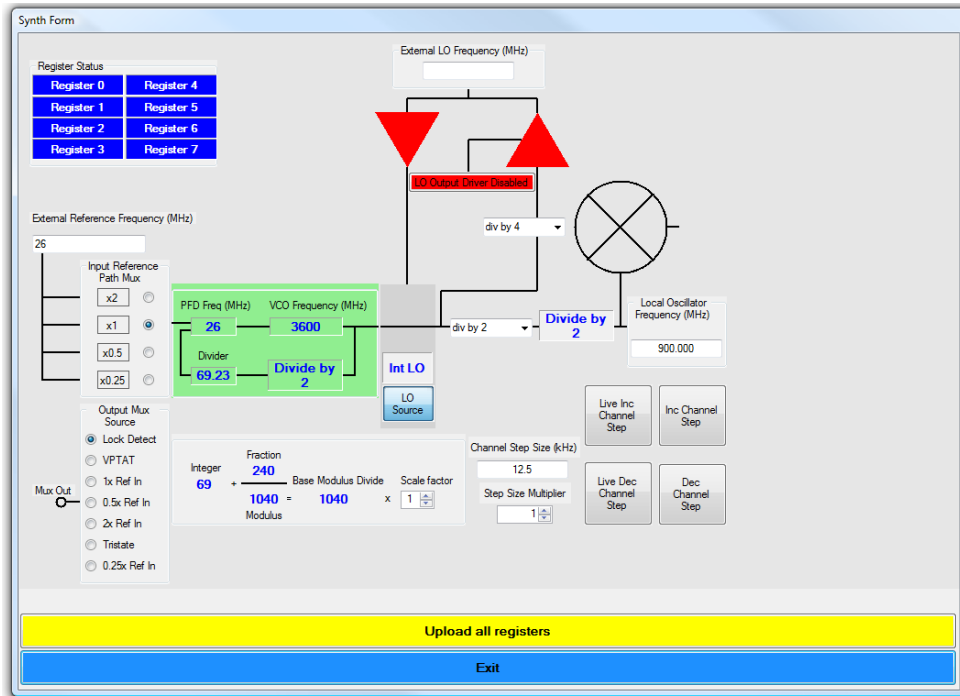 Synth Form
External LO Frequency (MHz)
Register Status
Register 0
Register 4
Register 1
Register 5
Register 2
Register 6
Register 3
Register 7
LO Output Driver Disabled
External Reference Frequency (MHz)
26
div by 4
Input Reference
Path Mux
x2
x1
x0.5
x0.25
PFD Freq (MHz)
VCO Frequency (MHz)
26
3600
Divider
69.23
Divide by
2
Int LO
LO
Source
div by 2
Divide by
2
Local Oscillator
Frequency (MHz)
900.000
Output Mux
Source
Lock Detect
VPTAT
1x Ref In
0.5x Ref In
2x Ref In
Tristate
0.25x Ref In
Mux Out
Integer
69
+
Fraction
240
1040
Modulus
=
Base Modulus Divide
1040
x
Scale factor
1
Channel Step Size (kHz)
12.5
Step Size Multiplier
1
Live Inc
Channel
Step
Inc Channel
Step
Live Dec
Channel
Step
Dec
Channel
Step
Upload all registers
Exit